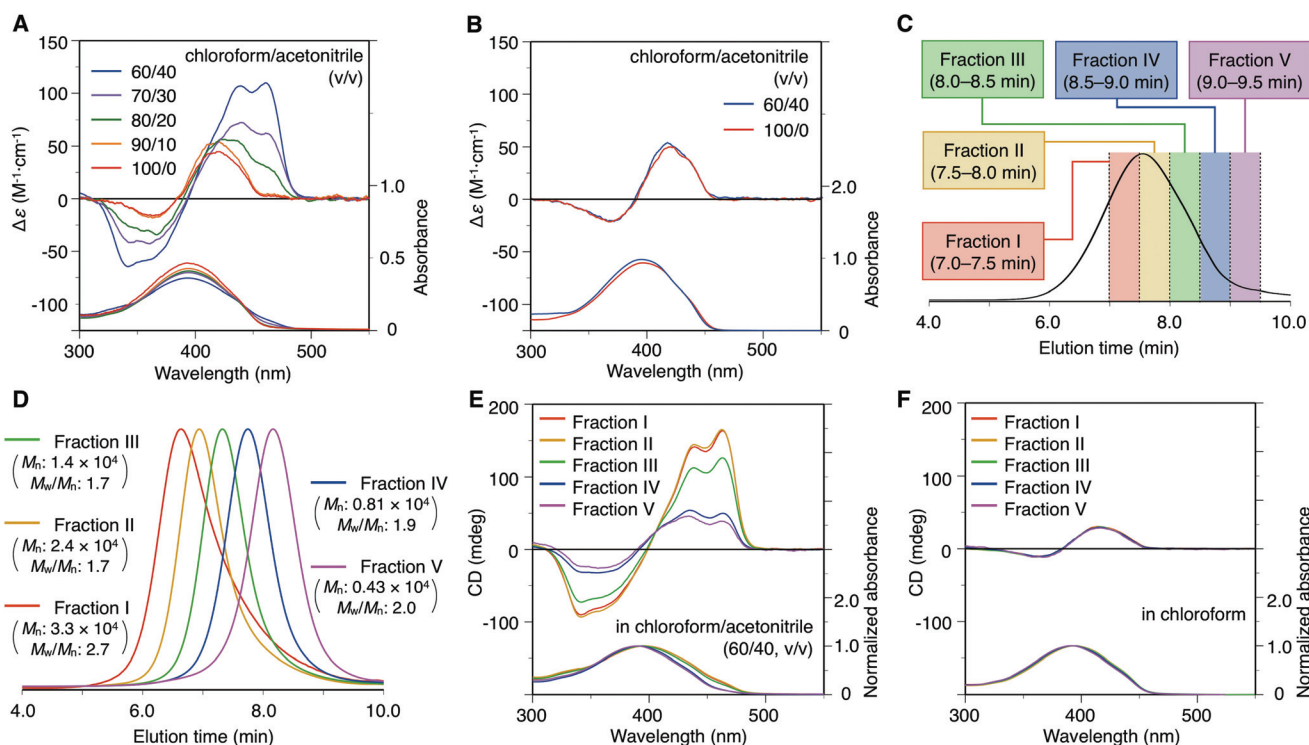 A
150
100
50
0
-50
-100
Δε (M⁻¹·cm⁻¹)
chloroform/acetonitrile
(v/v)
60/40
70/30
80/20
90/10
100/0
1.0
0.5
0
Absorbance
300
400
500
Wavelength (nm)
B
150
100
50
0
-50
-100
Δε (M⁻¹·cm⁻¹)
chloroform/acetonitrile
(v/v)
60/40
100/0
2.0
1.0
0
Absorbance
300
400
500
Wavelength (nm)
C
Fraction III
(8.0–8.5 min)
Fraction IV
(8.5–9.0 min)
Fraction V
(9.0–9.5 min)
Fraction II
(7.5–8.0 min)
Fraction I
(7.0–7.5 min)
4.0
6.0
8.0
10.0
Elution time (min)
D
Fraction III
(Mn: 1.4 × 10⁴
Mw/Mn: 1.7)
Fraction II
(Mn: 2.4 × 10⁴
Mw/Mn: 1.7)
Fraction I
(Mn: 3.3 × 10⁴
Mw/Mn: 2.7)
Fraction IV
(Mn: 0.81 × 10⁴
Mw/Mn: 1.9)
Fraction V
(Mn: 0.43 × 10⁴
Mw/Mn: 2.0)
4.0
6.0
8.0
10.0
Elution time (min)
E
200
100
0
-100
CD (mdeg)
Fraction I
Fraction II
Fraction III
Fraction IV
Fraction V
in chloroform/acetonitrile
(60/40, v/v)
2.0
1.0
0
Normalized absorbance
300
400
500
Wavelength (nm)
F
200
100
0
-100
CD (mdeg)
Fraction I
Fraction II
Fraction III
Fraction IV
Fraction V
in chloroform
2.0
1.0
0
Normalized absorbance
300
400
500
Wavelength (nm)